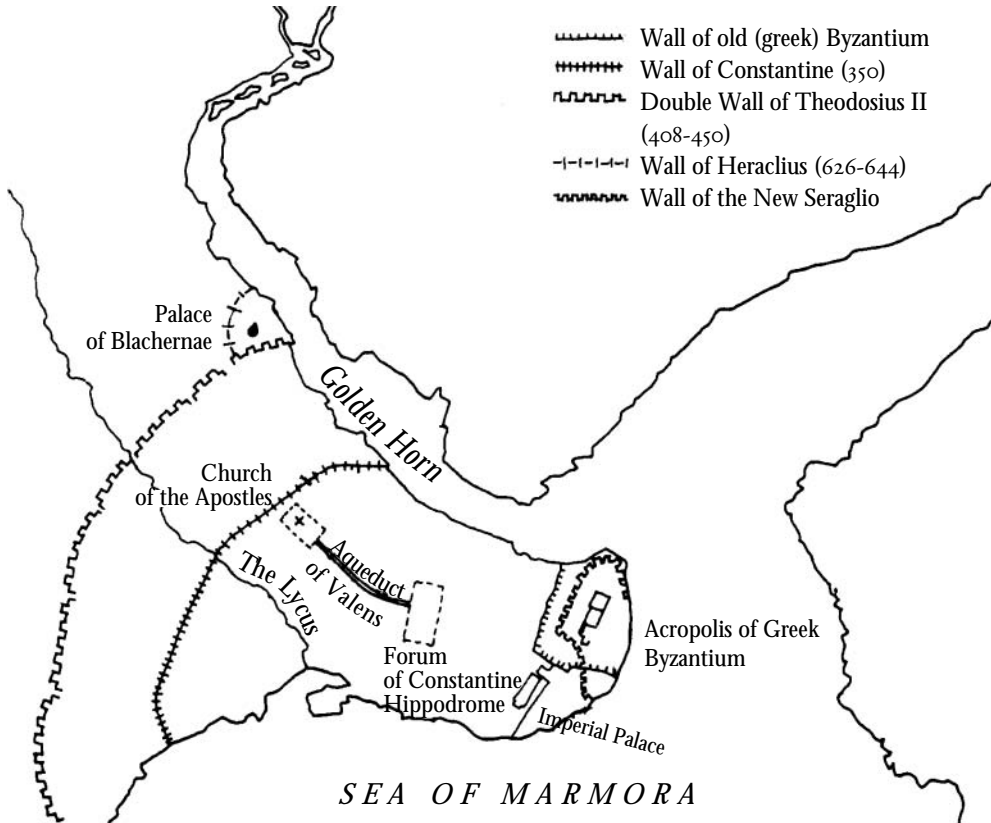 Wall of old (greek) Byzantium
Wall of Constantine (350)
Double Wall of Theodosius II
(408-450)
Wall of Heraclius (626-644)
Wall of the New Seraglio
Palace
of Blachernae
Golden Horn
Church
of the Apostles
Aqueduct
of Valens
The Lycus
Forum
of Constantine
Hippodrome
Acropolis of Greek
Byzantium
Imperial Palace
SEA OF MARMORA